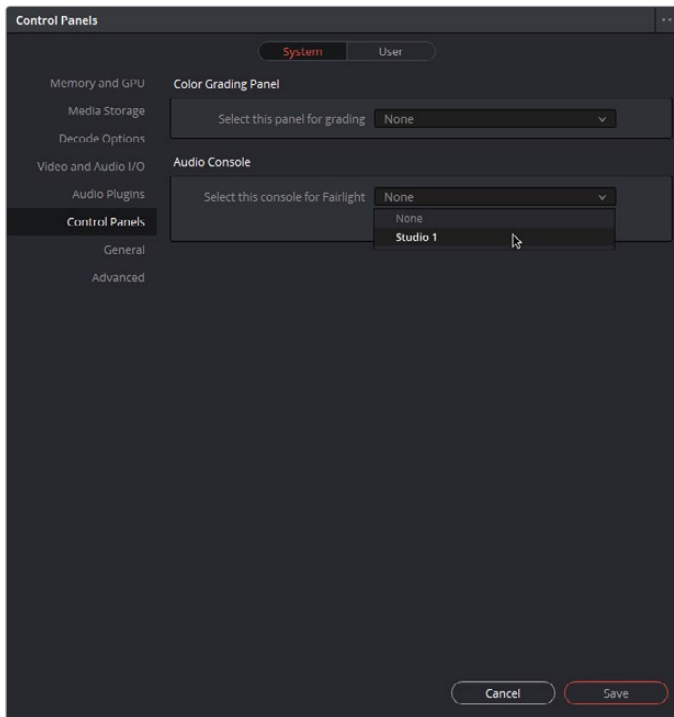 Control Panels
System User
Memory and GPU
Media Storage
Decode Options
Video and Audio I/O
Audio Plugins
Control Panels
General
Advanced
Color Grading Panel
Select this panel for grading None
Audio Console
Select this console for Fairlight None
None
Studio 1
Cancel Save